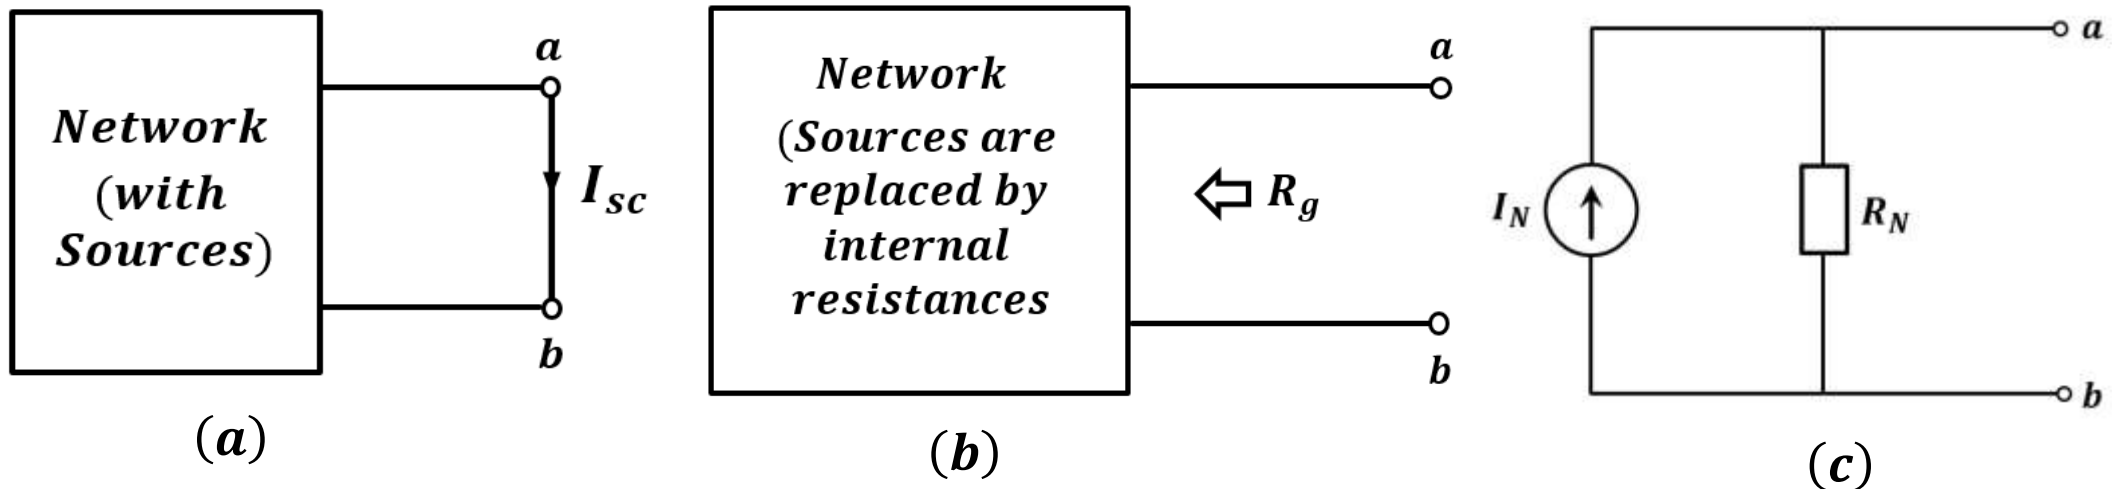 Network
(with
Sources)
a
I_sc
b
(a)
Network
(Sources are
replaced by
internal
resistances
a
R_g
b
(b)
I_N
R_N
a
b
(c)